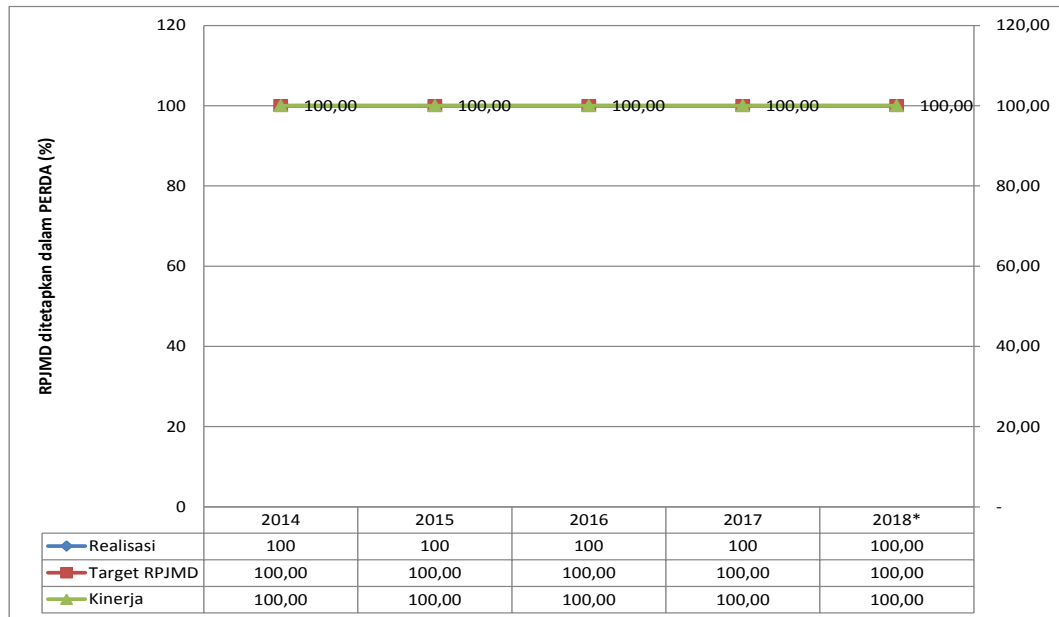 120 120,00
100 100,00 100,00 100,00 100,00 100,00 100,00
80 80,00
60 60,00
40 40,00
20 20,00
0 -
RPJMD ditetapkan dalam PERDA (%)
2014 2015 2016 2017 2018*
Realisasi 100 100 100 100 100,00
Target RPJMD 100,00 100,00 100,00 100,00 100,00
Kinerja 100,00 100,00 100,00 100,00 100,00